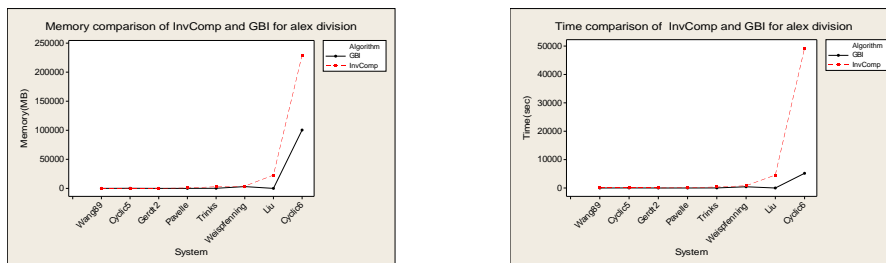 Memory comparison of InvComp and GBI for alex division
250000
200000
150000
100000
50000
0
Memory(MB)
Wang89
Cyclic5
Gerdt2
Pavelle
Trinks
Weispfenning
Liu
Cyclic6
System
Algorithm
GBI
InvComp
Time comparison of InvComp and GBI for alex division
50000
40000
30000
20000
10000
0
Time(sec)
Wang89
Cyclic5
Gerdt2
Pavelle
Trinks
Weispfenning
Liu
Cyclic6
System
Algorithm
GBI
InvComp